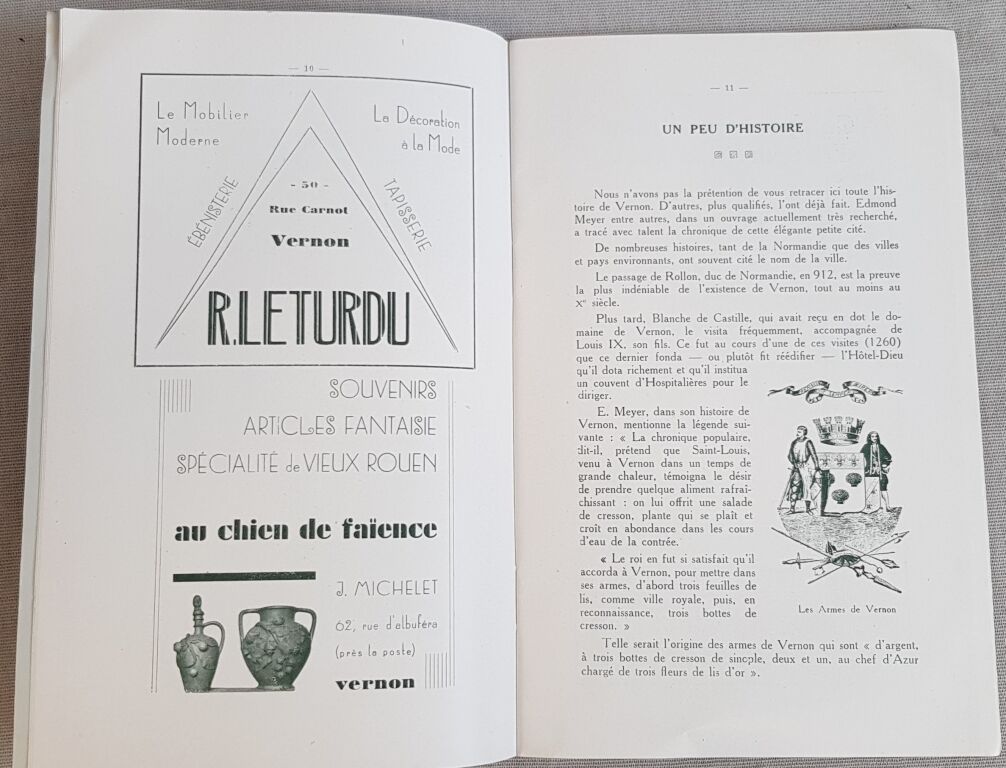 — 10 —
Le Mobilier
Moderne
La Décoration
à la Mode
ÉBÉNISTERIE
TAPISSERIE
- 50 -
Rue Carnot
Vernon
R. LETURDU
SOUVENIRS
ARTICLES FANTAISIE
SPÉCIALITÉ de VIEUX ROUEN
au chien de faïence
J. MICHELET
62, rue d'albuféra
(près la poste)
vernon
— 11 —
UN PEU D'HISTOIRE
Nous n'avons pas la prétention de vous retracer ici toute l'his-
toire de Vernon. D'autres, plus qualifiés, l'ont déjà fait. Edmond
Meyer entre autres, dans un ouvrage actuellement très recherché,
a tracé avec talent la chronique de cette élégante petite cité.
De nombreuses histoires, tant de la Normandie que des villes
et pays environnants, ont souvent cité le nom de la ville.
Le passage de Rollon, duc de Normandie, en 912, est la preuve
la plus indéniable de l'existence de Vernon, tout au moins au
Xe siècle.
Plus tard, Blanche de Castille, qui avait reçu en dot le do-
maine de Vernon, le visita fréquemment, accompagnée de
Louis IX, son fils. Ce fut au cours d'une de ces visites (1260)
que ce dernier fonda — ou plutôt fit réédifier — l'Hôtel-Dieu
qu'il dota richement et qu'il institua
un couvent d'Hospitalières pour le
diriger.
E. Meyer, dans son histoire de
Vernon, mentionne la légende sui-
vante : « La chronique populaire,
dit-il, prétend que Saint-Louis,
venu à Vernon dans un temps de
grande chaleur, témoigna le désir
de prendre quelque aliment rafraî-
chissant : on lui offrit une salade
de cresson, plante qui se plaît et
croît en abondance dans les cours
d'eau de la contrée.
« Le roi en fut si satisfait qu'il
accorda à Vernon, pour mettre dans
ses armes, d'abord trois feuilles de
lis, comme ville royale, puis, en
reconnaissance, trois bottes de
cresson. »
Les Armes de Vernon
Telle serait l'origine des armes de Vernon qui sont « d'argent,
à trois bottes de cresson de sinople, deux et un, au chef d'Azur
chargé de trois fleurs de lis d'or ».